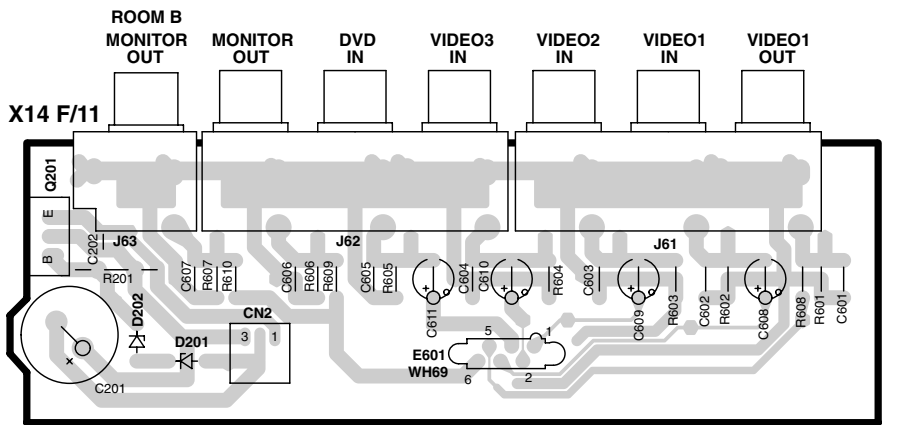 ROOM B
MONITOR OUT
MONITOR OUT
DVD IN
VIDEO3 IN
VIDEO2 IN
VIDEO1 IN
VIDEO1 OUT
X14 F/11
Q201
E
B
C202
J63
J62
J61
R201
C607
R607
R610
C606
R606
R609
C605
R605
+
C611
C604
C610
+
R604
C603
+
C609
R603
C602
R602
+
C608
R608
R601
C601
D202
D201
CN2
3 1
+
C201
E601
WH69
5
1
6
2